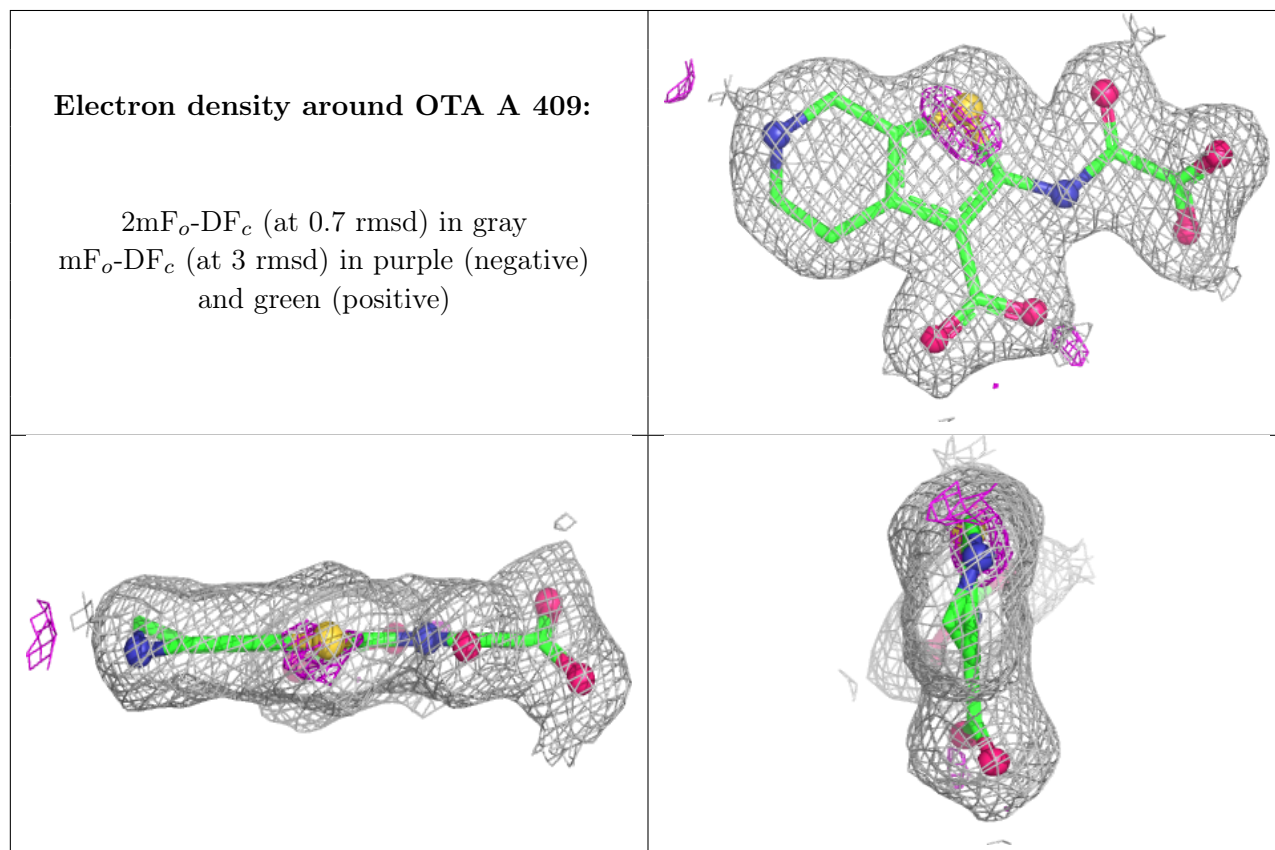 Electron density around OTA A 409:
2mFo-DFc (at 0.7 rmsd) in gray
mFo-DFc (at 3 rmsd) in purple (negative)
and green (positive)